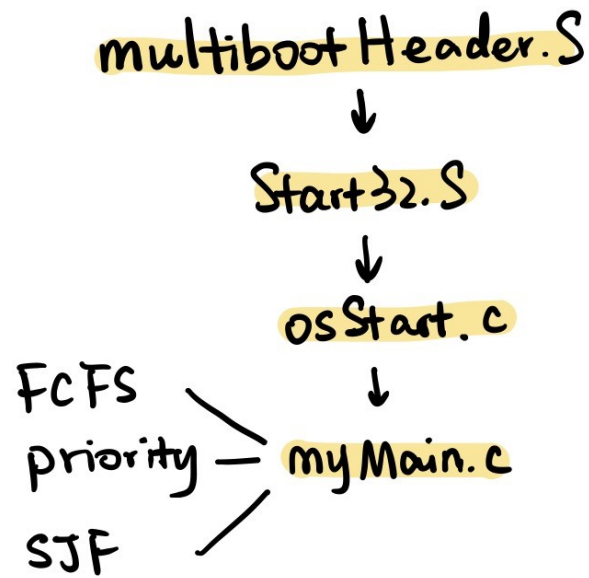 multibootHeader.S
Start32.S
osStart.c
FCFS
priority
myMain.c
SJF